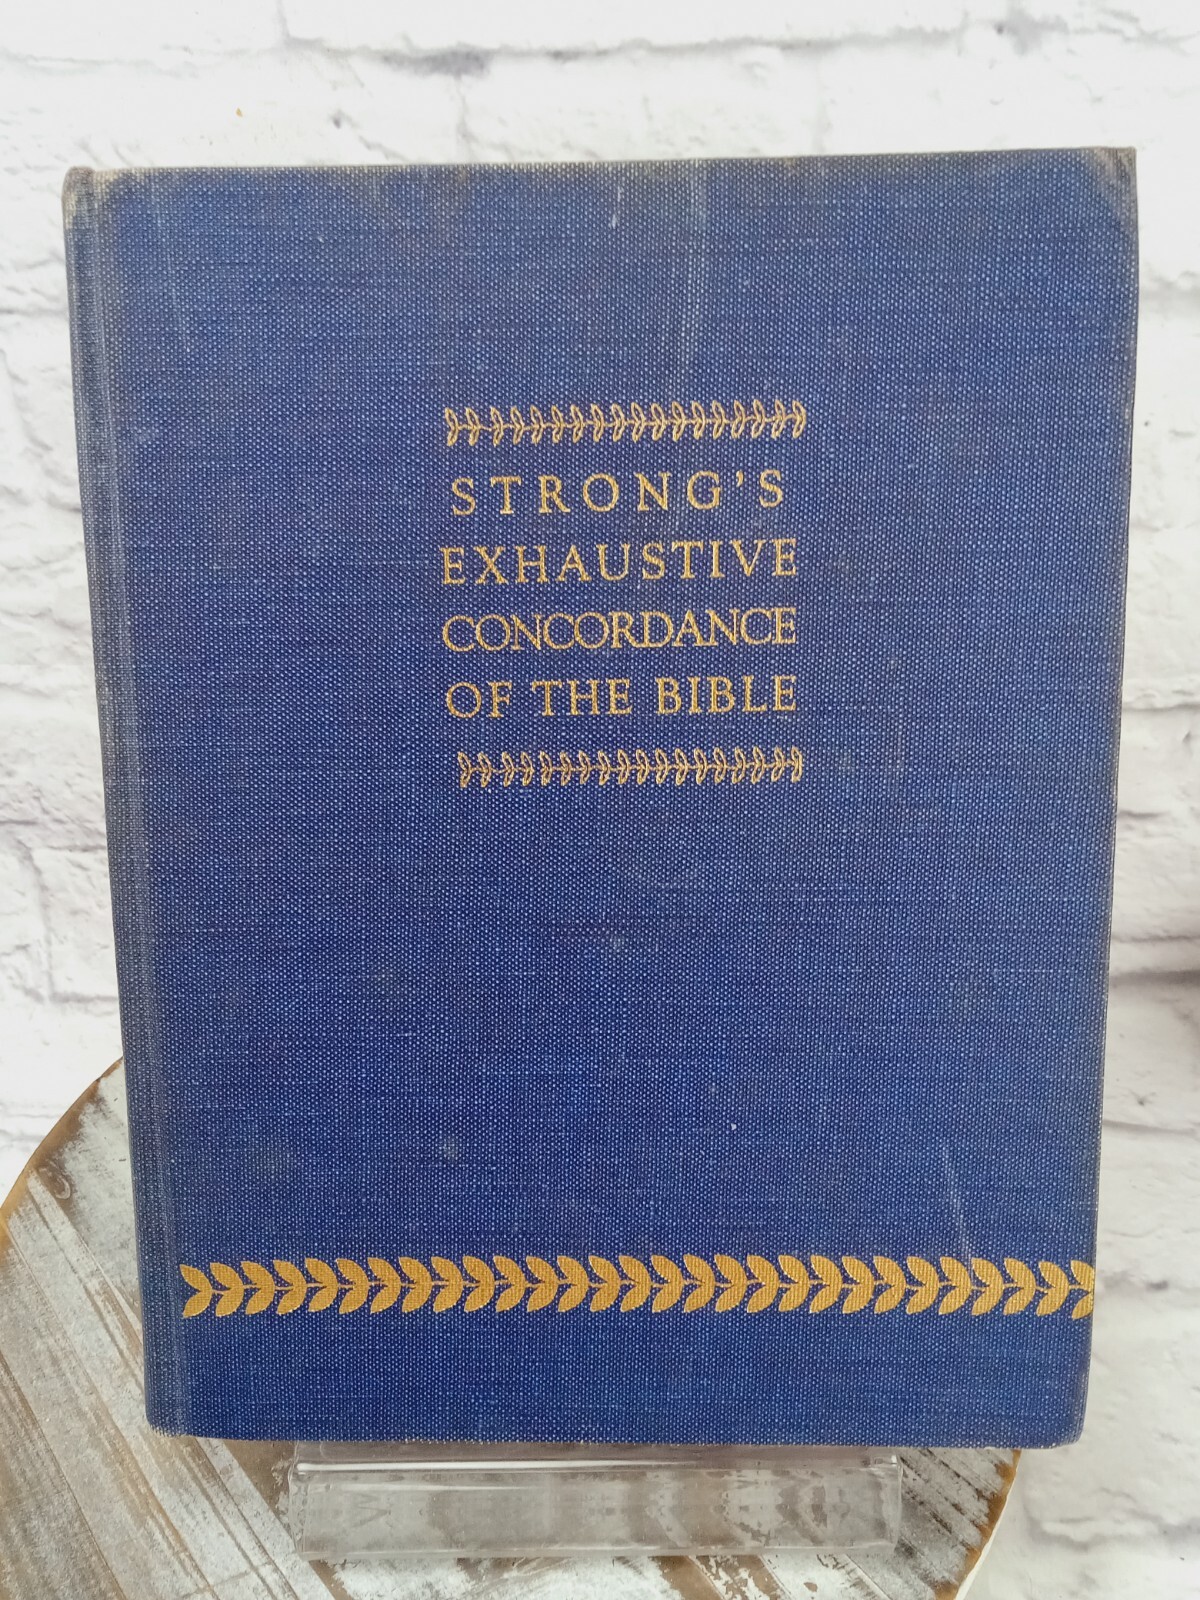 STRONG'S
EXHAUSTIVE
CONCORDANCE
OF THE BIBLE